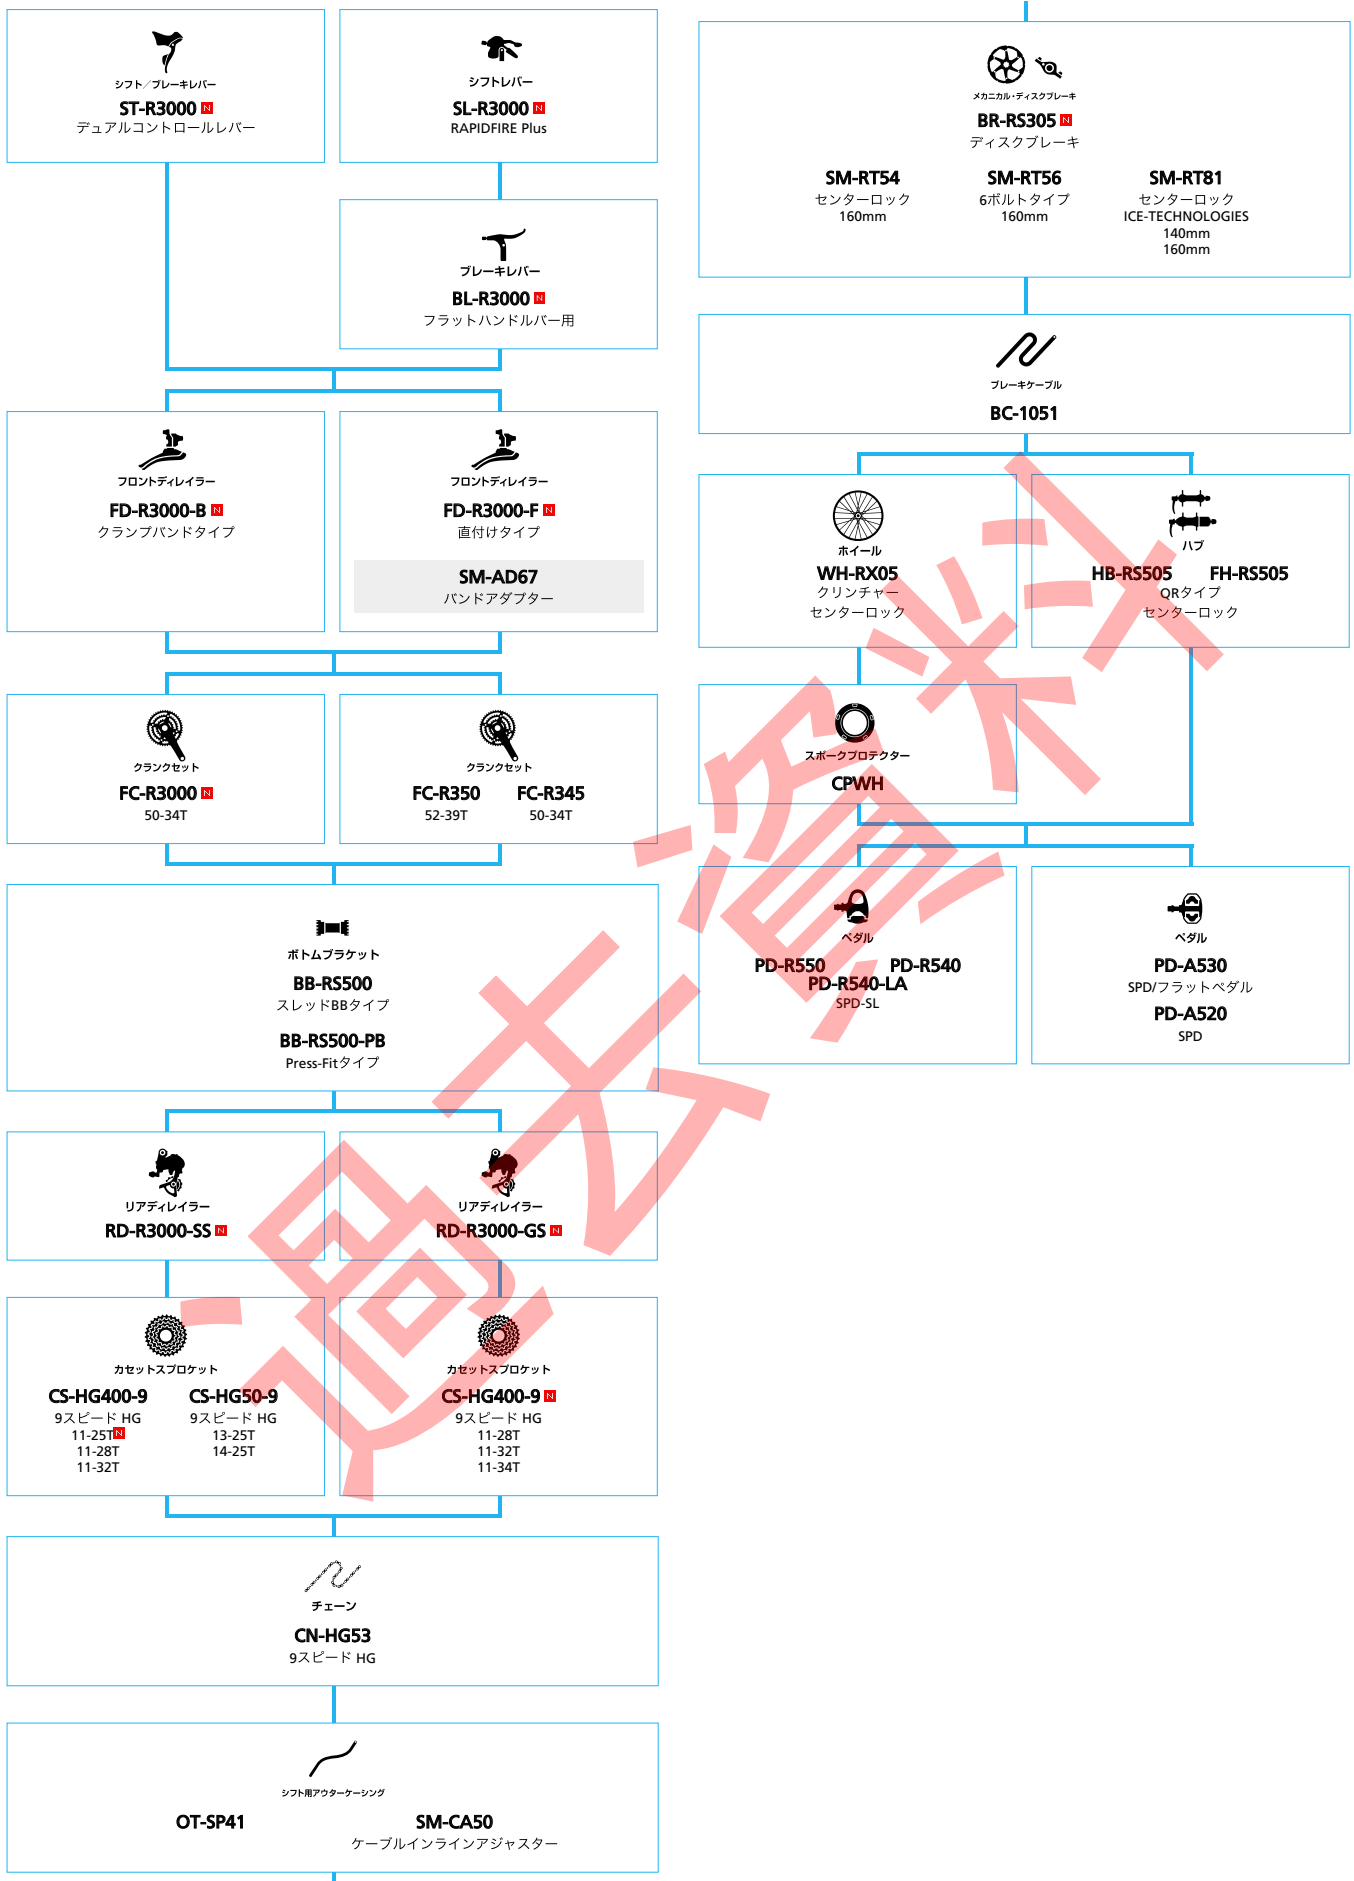 シフト／ブレーキレバー
ST-R3000 N
デュアルコントロールレバー
シフトレバー
SL-R3000 N
RAPIDFIRE Plus
ブレーキレバー
BL-R3000 N
フラットハンドルバー用
フロントディレイラー
FD-R3000-B N
クランプバンドタイプ
フロントディレイラー
FD-R3000-F N
直付けタイプ
SM-AD67
バンドアダプター
クランクセット
FC-R3000 N
50-34T
クランクセット
FC-R350 FC-R345
52-39T 50-34T
ボトムブラケット
BB-RS500
スレッドBBタイプ
BB-RS500-PB
Press-Fitタイプ
リアディレイラー
RD-R3000-SS N
リアディレイラー
RD-R3000-GS N
カセットスプロケット
CS-HG400-9 CS-HG50-9
9スピード HG 9スピード HG
11-25T N 13-25T
11-28T 14-25T
11-32T
カセットスプロケット
CS-HG400-9 N
9スピード HG
11-28T
11-32T
11-34T
チェーン
CN-HG53
9スピード HG
シフト用アウターケーシング
OT-SP41 SM-CA50
ケーブルインラインアジャスター
メカニカル・ディスクブレーキ
BR-RS305 N
ディスクブレーキ
SM-RT54 SM-RT56 SM-RT81
センターロック 6ボルトタイプ センターロック
160mm 160mm ICE-TECHNOLOGIES
140mm
160mm
ブレーキケーブル
BC-1051
ホイール
WH-RX05
クリンチャー
センターロック
ハブ
HB-RS505 FH-RS505
QRタイプ
センターロック
スポークプロテクター
CPWH
ペダル
PD-R550 PD-R540
PD-R540-LA
SPD-SL
ペダル
PD-A530
SPD/フラットペダル
PD-A520
SPD
過去資料